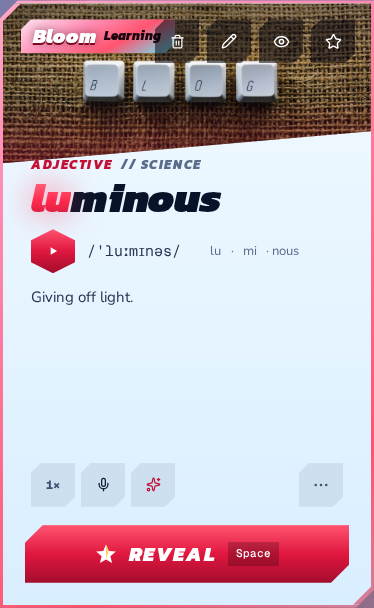 Bloom Learning
B L O G
ADJECTIVE // SCIENCE
luminous
/ˈluːmɪnəs/ lu · mi · nous
Giving off light.
1×
REVEAL Space